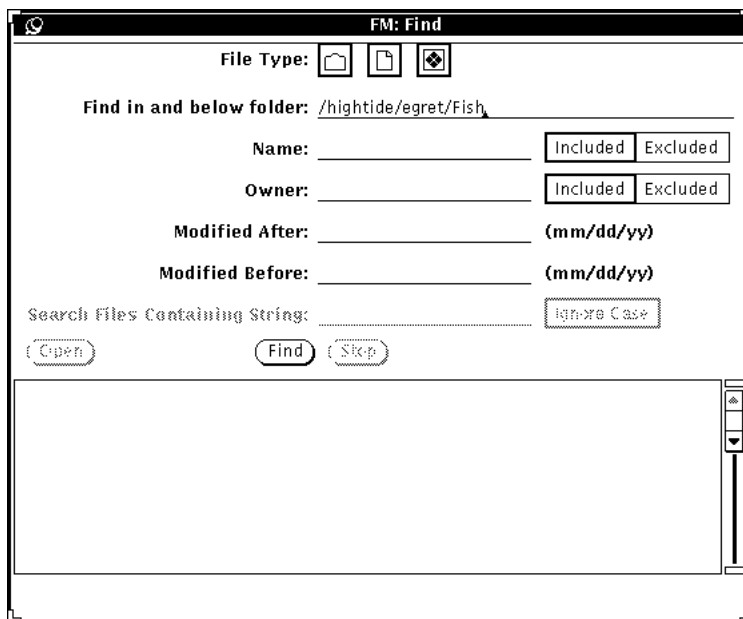 FM: Find
File Type:
Find in and below folder: /hightide/egret/Fish
Name: Included Excluded
Owner: Included Excluded
Modified After: (mm/dd/yy)
Modified Before: (mm/dd/yy)
Search Files Containing String: Ignore Case
Open Find Stop